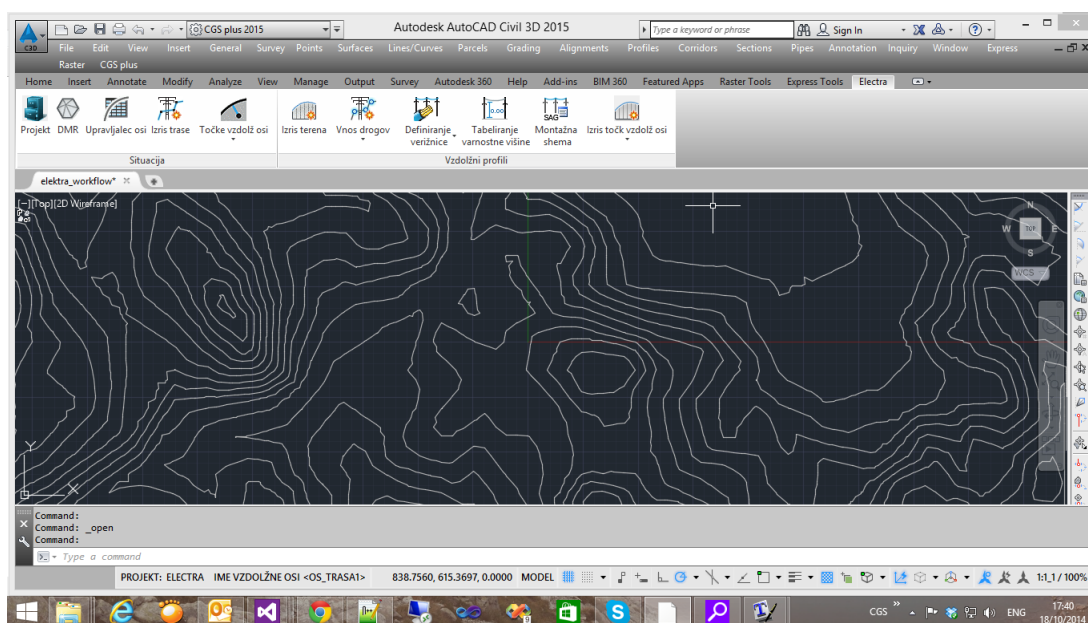 CGS plus 2015
Autodesk AutoCAD Civil 3D 2015
Type a keyword or phrase
Sign In
C3D
File Edit View Insert General Survey Points Surfaces Lines/Curves Parcels Grading Alignments Profiles Corridors Sections Pipes Annotation Inquiry Window Express
Raster CGS plus
Home Insert Annotate Modify Analyze View Manage Output Survey Autodesk 360 Help Add-ins BIM 360 Featured Apps Raster Tools Express Tools Electra
Projekt DMR Upravljalec osi Izris trase Točke vzdolž osi Izris terena Vnos drogov Definiranje verižnice Tabeliranje varnostne višine SAG Montažna shema Izris točk vzdolž osi
0.00
Situacija
Vzdolžni profili
elektra_workflow*
[-][Top][2D Wireframe]
N
W TOP E
S
WCS
Y
X
Command:
Command: _open
Command:
Type a command
PROJEKT: ELECTRA IME VZDOLŽNE OSI <OS_TRASA1> 838.7560, 615.3697, 0.0000 MODEL 1:1_1 / 100%
CGS ENG 17:40
18/10/2014